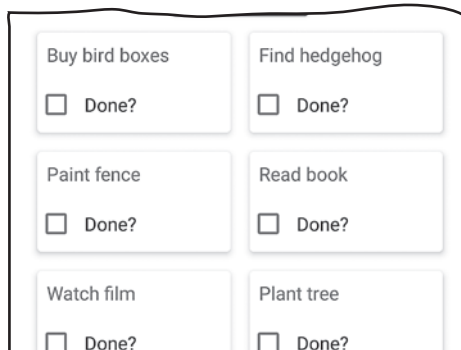 Buy bird boxes
Find hedgehog
Done?
Done?
Paint fence
Read book
Done?
Done?
Watch film
Plant tree
Done?
Done?